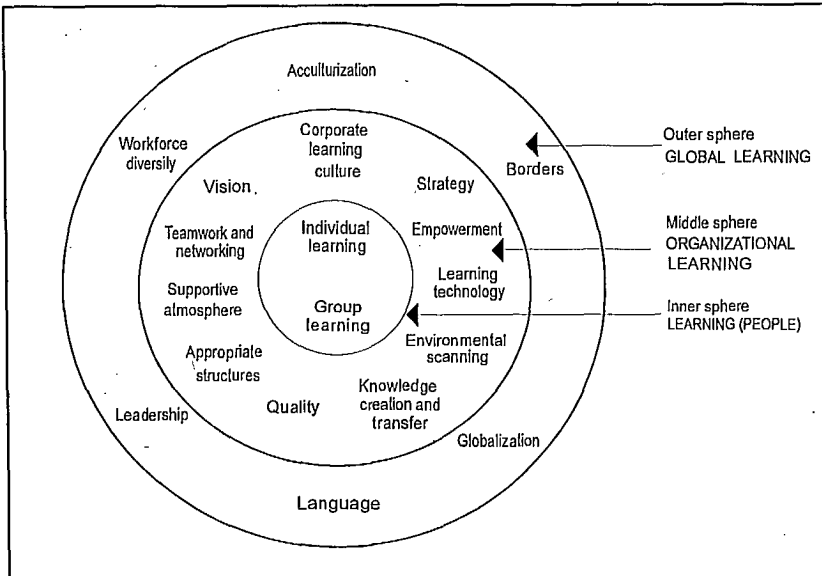 Acculturization
Workforce
diversity
Corporate
learning
culture
Vision
Strategy
Borders
Outer sphere
GLOBAL LEARNING
Teamwork and
networking
Individual
learning
Empowerment
Middle sphere
ORGANIZATIONAL
LEARNING
Supportive
atmosphere
Group
learning
Learning
technology
Inner sphere
LEARNING (PEOPLE)
Appropriate
structures
Environmental
scanning
Quality
Knowledge
creation and
transfer
Leadership
Globalization
Language